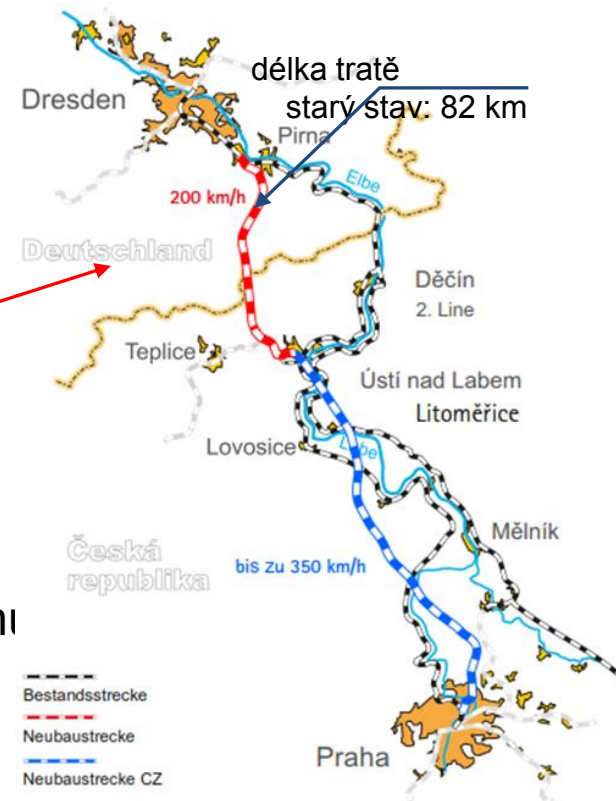 délka tratě
starý stav: 82 km
Dresden
Pirna
Elbe
200 km/h
Deutschland
Děčín
2. Line
Teplice
Ústí nad Labem
Litoměřice
Lovosice
Labe
Mělník
Česká
republika
bis zu 350 km/h
Bestandsstrecke
Neubaustrecke
Praha
Neubaustrecke CZ